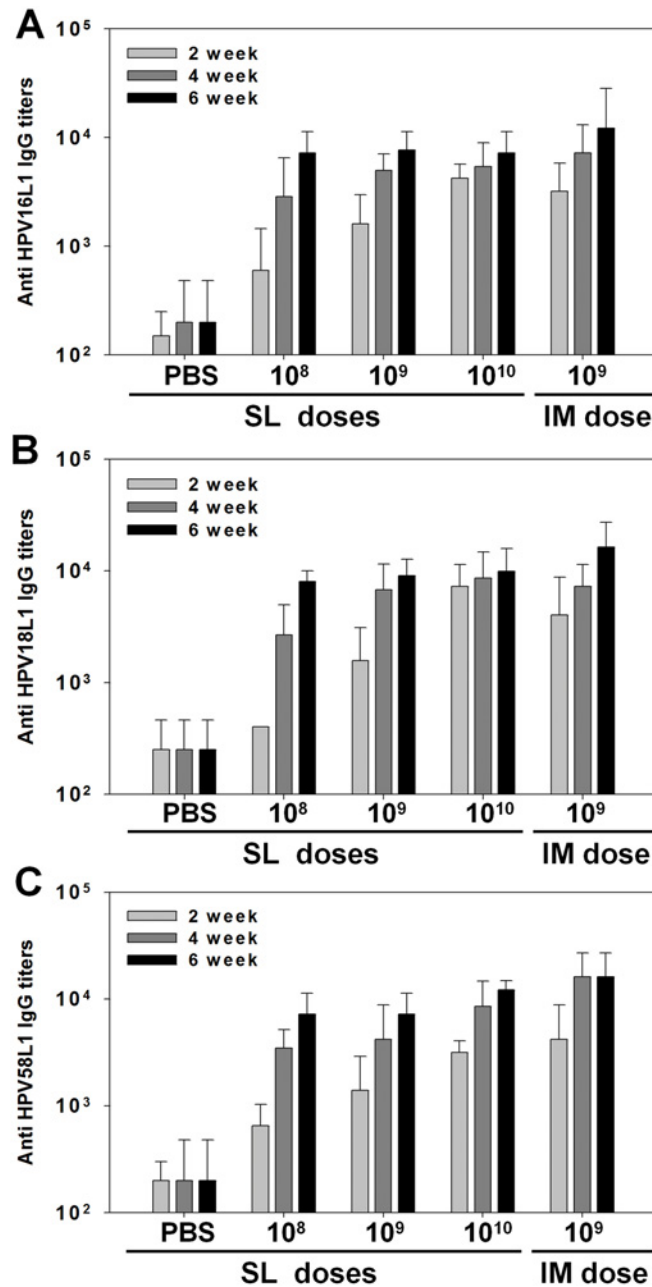 A
Anti HPV16L1 IgG titers
10⁵
10⁴
10³
10²
2 week
4 week
6 week
PBS 10⁸ 10⁹ 10¹⁰ 10⁹
SL doses IM dose
B
Anti HPV18L1 IgG titers
10⁵
10⁴
10³
10²
2 week
4 week
6 week
PBS 10⁸ 10⁹ 10¹⁰ 10⁹
SL doses IM dose
C
Anti HPV58L1 IgG titers
10⁵
10⁴
10³
10²
2 week
4 week
6 week
PBS 10⁸ 10⁹ 10¹⁰ 10⁹
SL doses IM dose